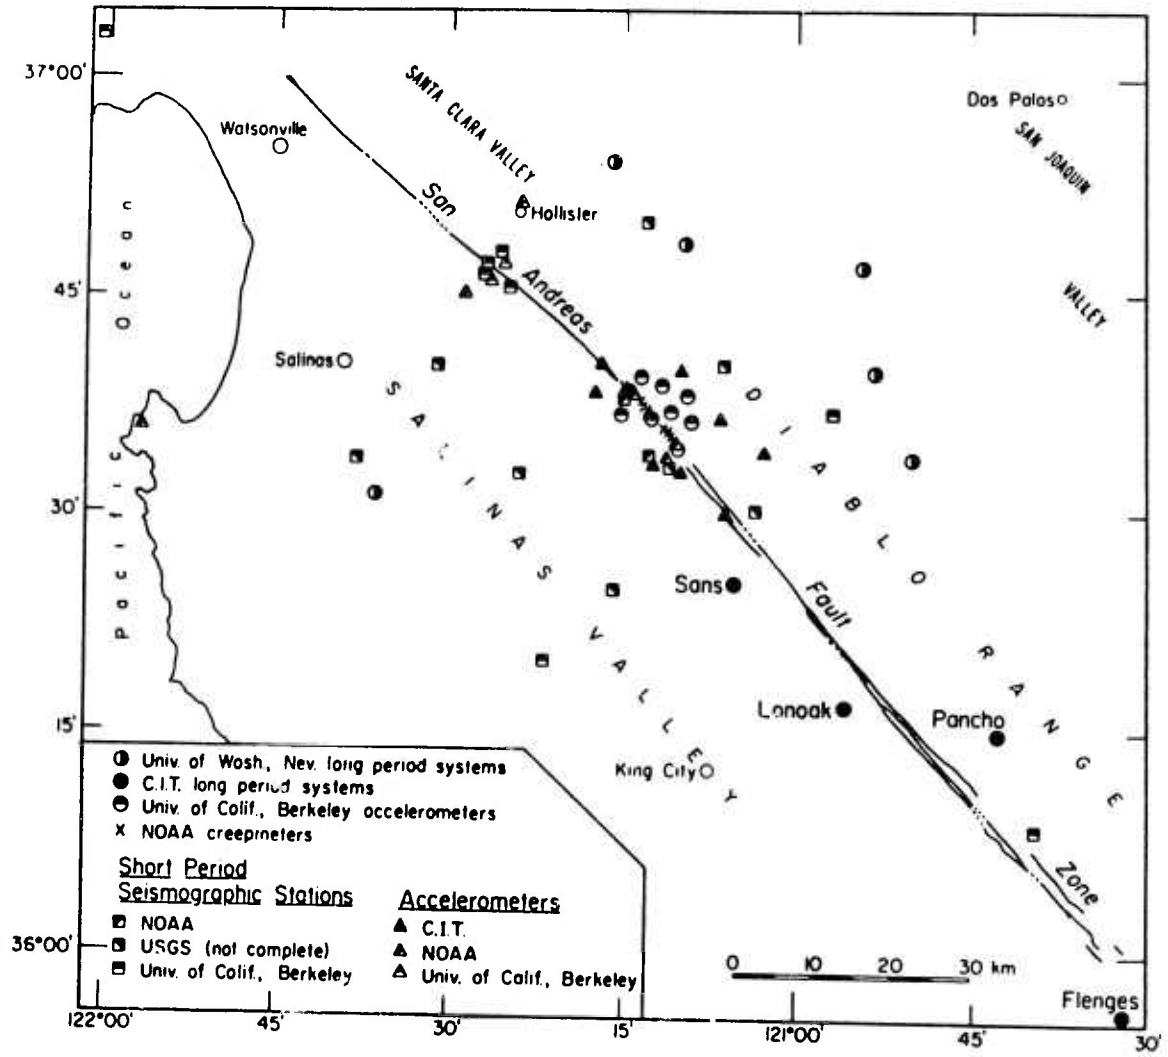 37°00'
45'
30'
15'
36°00'
122°00'
45'
30'
15'
121°00'
45'
30'
SANTA CLARA VALLEY
Dos Palos
SAN JOAQUIN
VALLEY
Watsonville
San
Hollister
Andreas
Pacific Ocean
Salinas
SALINAS VALLEY
DIABLO RANGE
Sans
Fault
Lonoak
Pancho
King City
Zone
Flenges
0 10 20 30 km
Univ. of Wosh, Nev. long period systems
C.I.T. long period systems
Univ. of Calif., Berkeley occelerometers
x NOAA creepmeters
Short Period
Seismographic Stations
NOAA
USGS (not complete)
Univ. of Calif., Berkeley
Accelerometers
C.I.T.
NOAA
Univ. of Calif., Berkeley